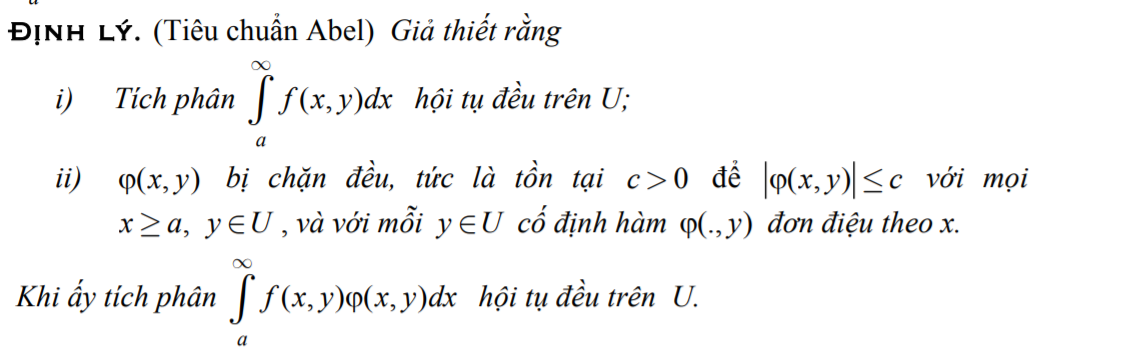 ĐỊNH LÝ. (Tiêu chuẩn Abel) Giả thiết rằng
i) Tích phân ∫_a^∞ f(x, y)dx hội tụ đều trên U;
ii) φ(x, y) bị chặn đều, tức là tồn tại c > 0 để |φ(x, y)| ≤ c với mọi
x ≥ a, y ∈ U , và với mỗi y ∈ U cố định hàm φ(., y) đơn điệu theo x.
Khi ấy tích phân ∫_a^∞ f(x, y)φ(x, y)dx hội tụ đều trên U.